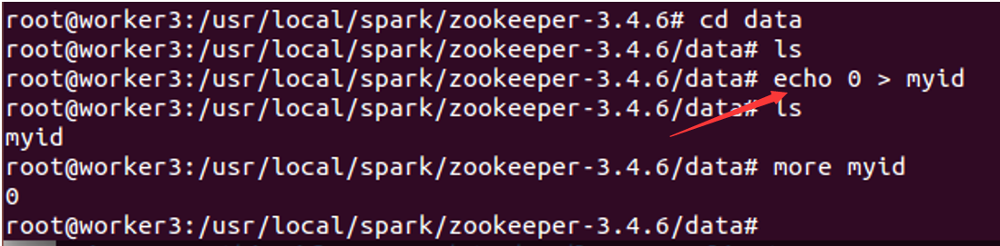 root@worker3:/usr/local/spark/zookeeper-3.4.6# cd data
root@worker3:/usr/local/spark/zookeeper-3.4.6/data# ls
root@worker3:/usr/local/spark/zookeeper-3.4.6/data# echo 0 > myid
root@worker3:/usr/local/spark/zookeeper-3.4.6/data# ls
myid
root@worker3:/usr/local/spark/zookeeper-3.4.6/data# more myid
0
root@worker3:/usr/local/spark/zookeeper-3.4.6/data#